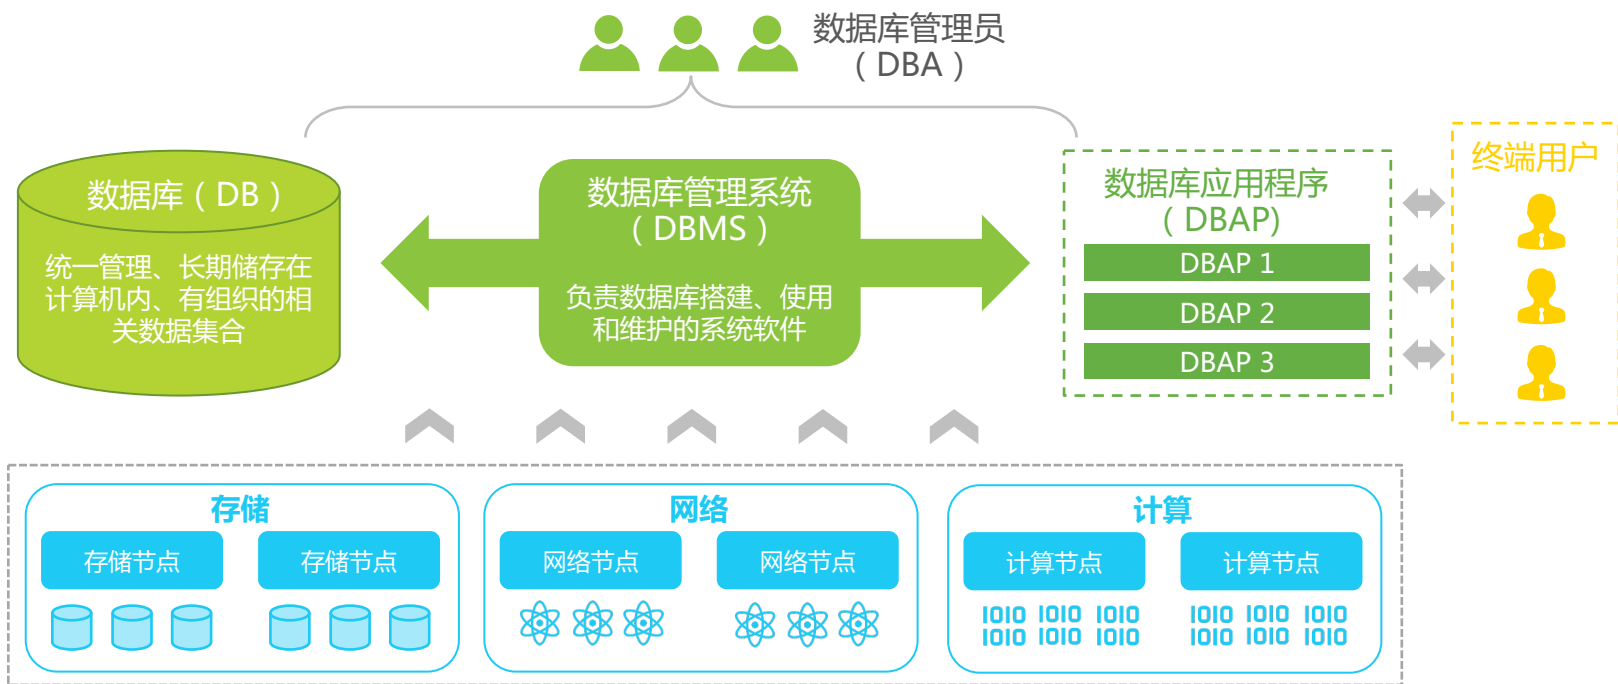 数据库管理员
（DBA）
数据库（DB）
统一管理、长期储存在
计算机内、有组织的相
关数据集合
数据库管理系统
（DBMS）
负责数据库搭建、使用
和维护的系统软件
数据库应用程序
（DBAP)
DBAP 1
DBAP 2
DBAP 3
终端用户
存储
存储节点
存储节点
网络
网络节点
网络节点
计算
计算节点
计算节点
1010 1010 1010
1010 1010 1010
1010 1010 1010
1010 1010 1010